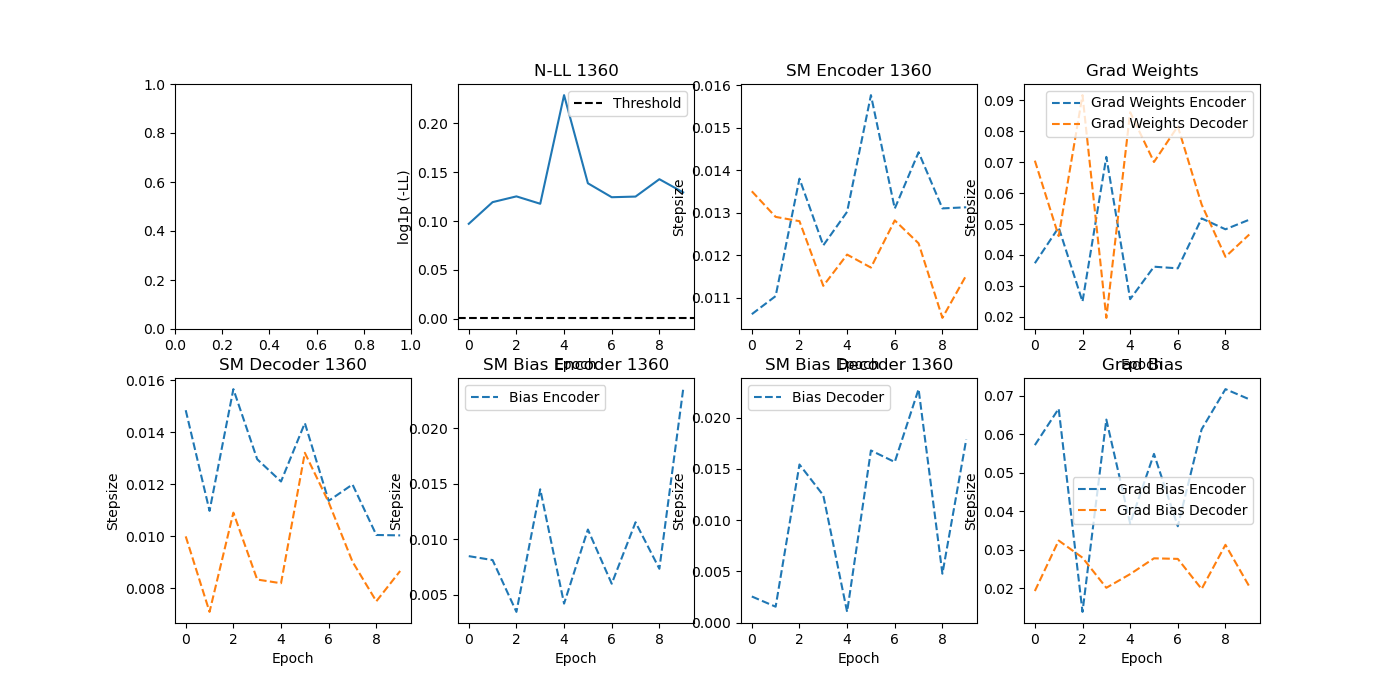 N-LL 1360
SM Encoder 1360
Grad Weights
1.0
0.8
0.6
0.4
0.2
0.0
0.0 0.2 0.4 0.6 0.8 1.0
log1p (-LL)
0.20
0.15
0.10
0.05
0.00
Threshold
0 2 4 6 8
Epoch
Stepsize
0.016
0.015
0.014
0.013
0.012
0.011
0 2 4 6 8
Epoch
Stepsize
0.09
0.08
0.07
0.06
0.05
0.04
0.03
0.02
Grad Weights Encoder
Grad Weights Decoder
0 2 4 6 8
Epoch
SM Decoder 1360
SM Bias Encoder 1360
SM Bias Decoder 1360
Grad Bias
Stepsize
0.016
0.014
0.012
0.010
0.008
0 2 4 6 8
Epoch
Stepsize
0.020
0.015
0.010
0.005
Bias Encoder
0 2 4 6 8
Epoch
Stepsize
0.020
0.015
0.010
0.005
0.000
Bias Decoder
0 2 4 6 8
Epoch
Stepsize
0.07
0.06
0.05
0.04
0.03
0.02
Grad Bias Encoder
Grad Bias Decoder
0 2 4 6 8
Epoch